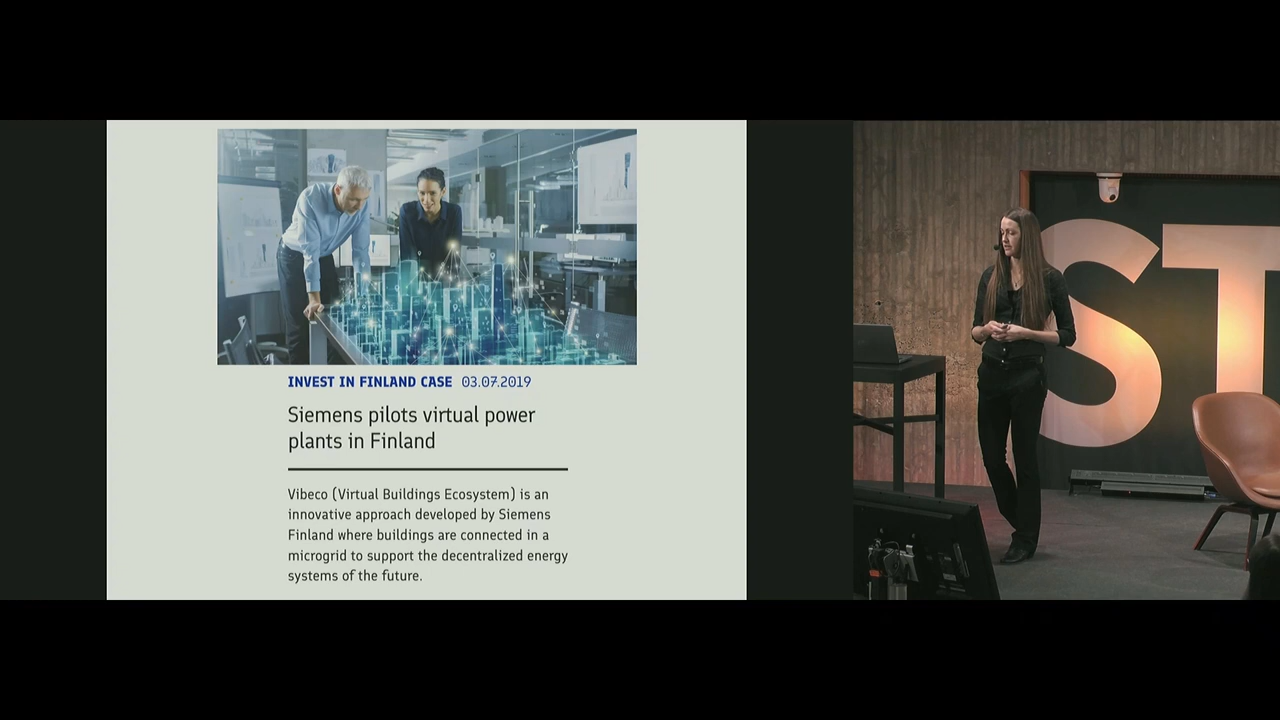 INVEST IN FINLAND CASE 03.07.2019
Siemens pilots virtual power
plants in Finland
Vibeco (Virtual Buildings Ecosystem) is an
innovative approach developed by Siemens
Finland where buildings are connected in a
microgrid to support the decentralized energy
systems of the future.
ST